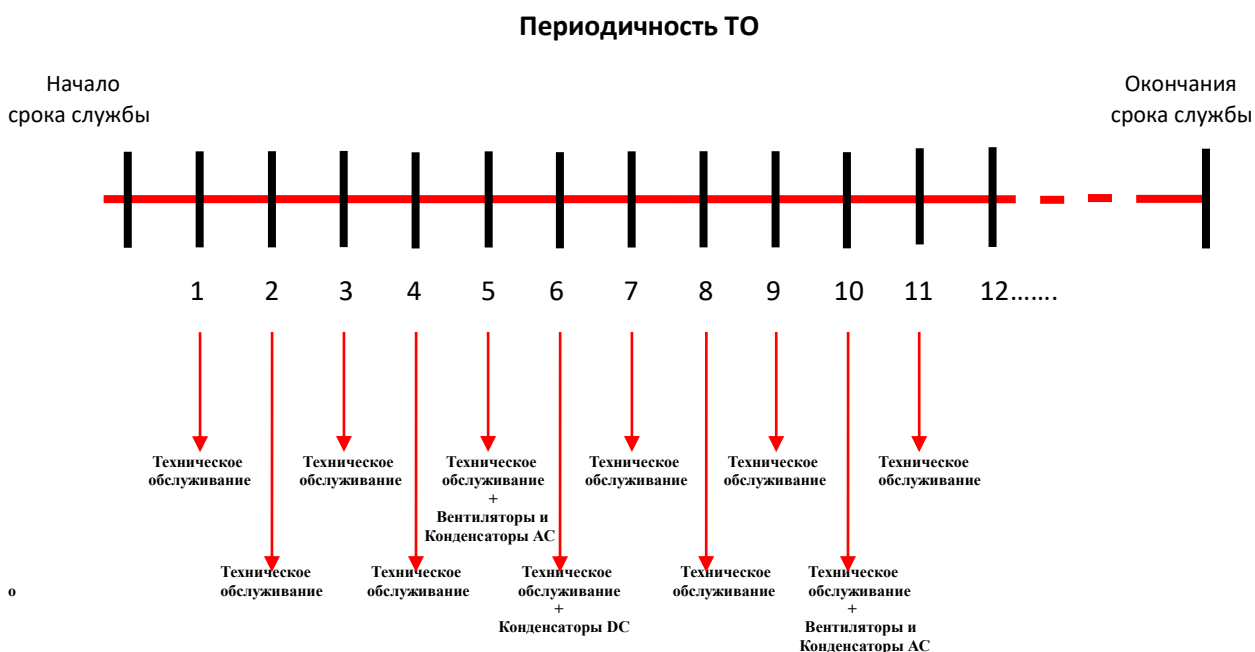 Периодичность ТО
Начало
срока службы
Окончания
срока службы
1 2 3 4 5 6 7 8 9 10 11 12.......
Техническое
обслуживание
Техническое
обслуживание
Техническое
обслуживание
+
Вентиляторы и
Конденсаторы AC
Техническое
обслуживание
Техническое
обслуживание
Техническое
обслуживание
о
Техническое
обслуживание
Техническое
обслуживание
Техническое
обслуживание
+
Конденсаторы DC
Техническое
обслуживание
Техническое
обслуживание
+
Вентиляторы и
Конденсаторы AC